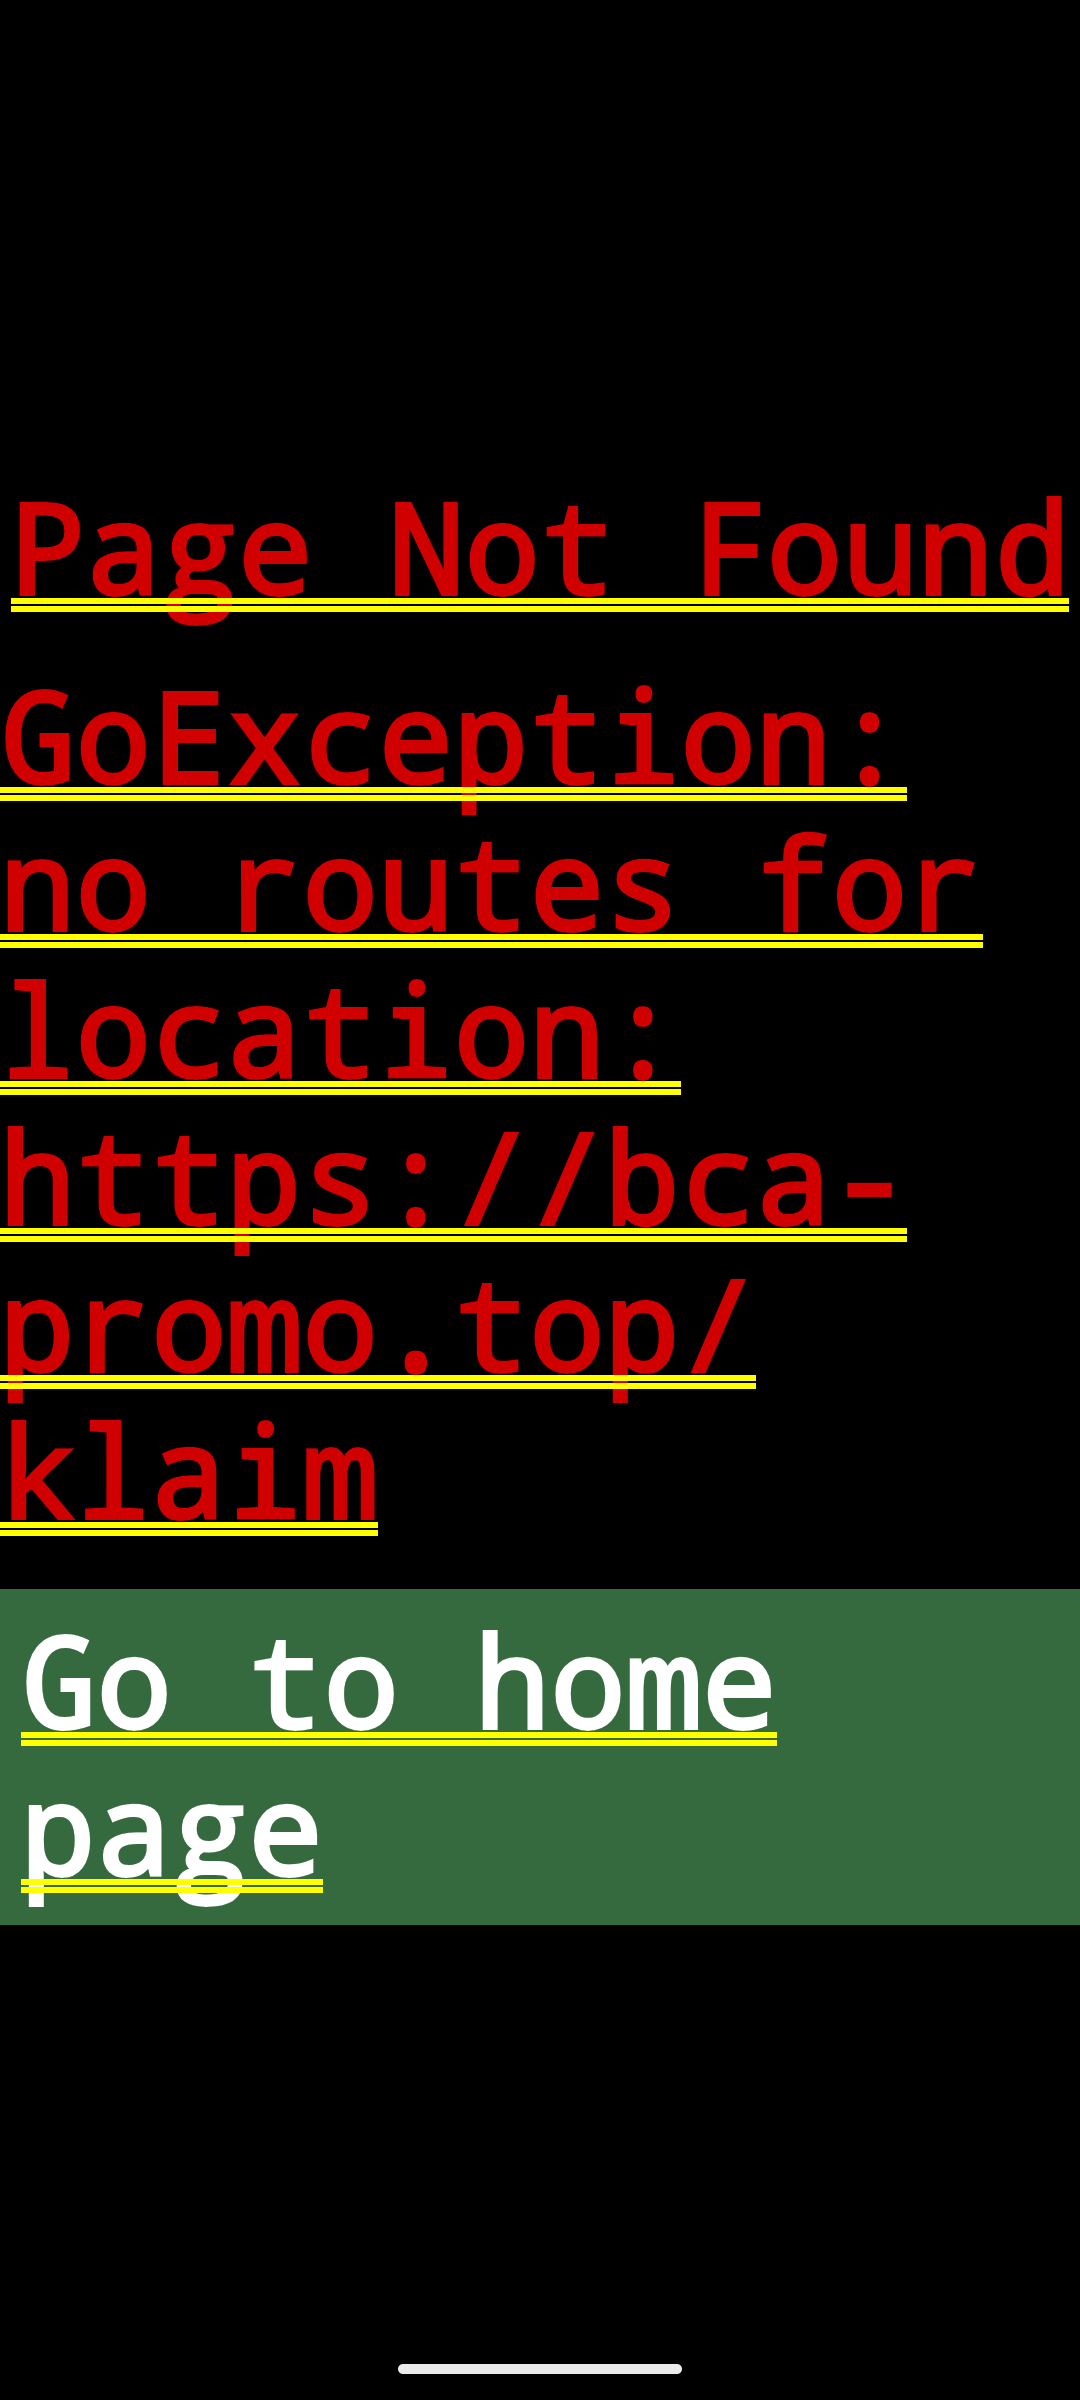 Page Not Found
GoException:
no routes for
location:
https://bca-
promo.top/
klaim
Go to home
page